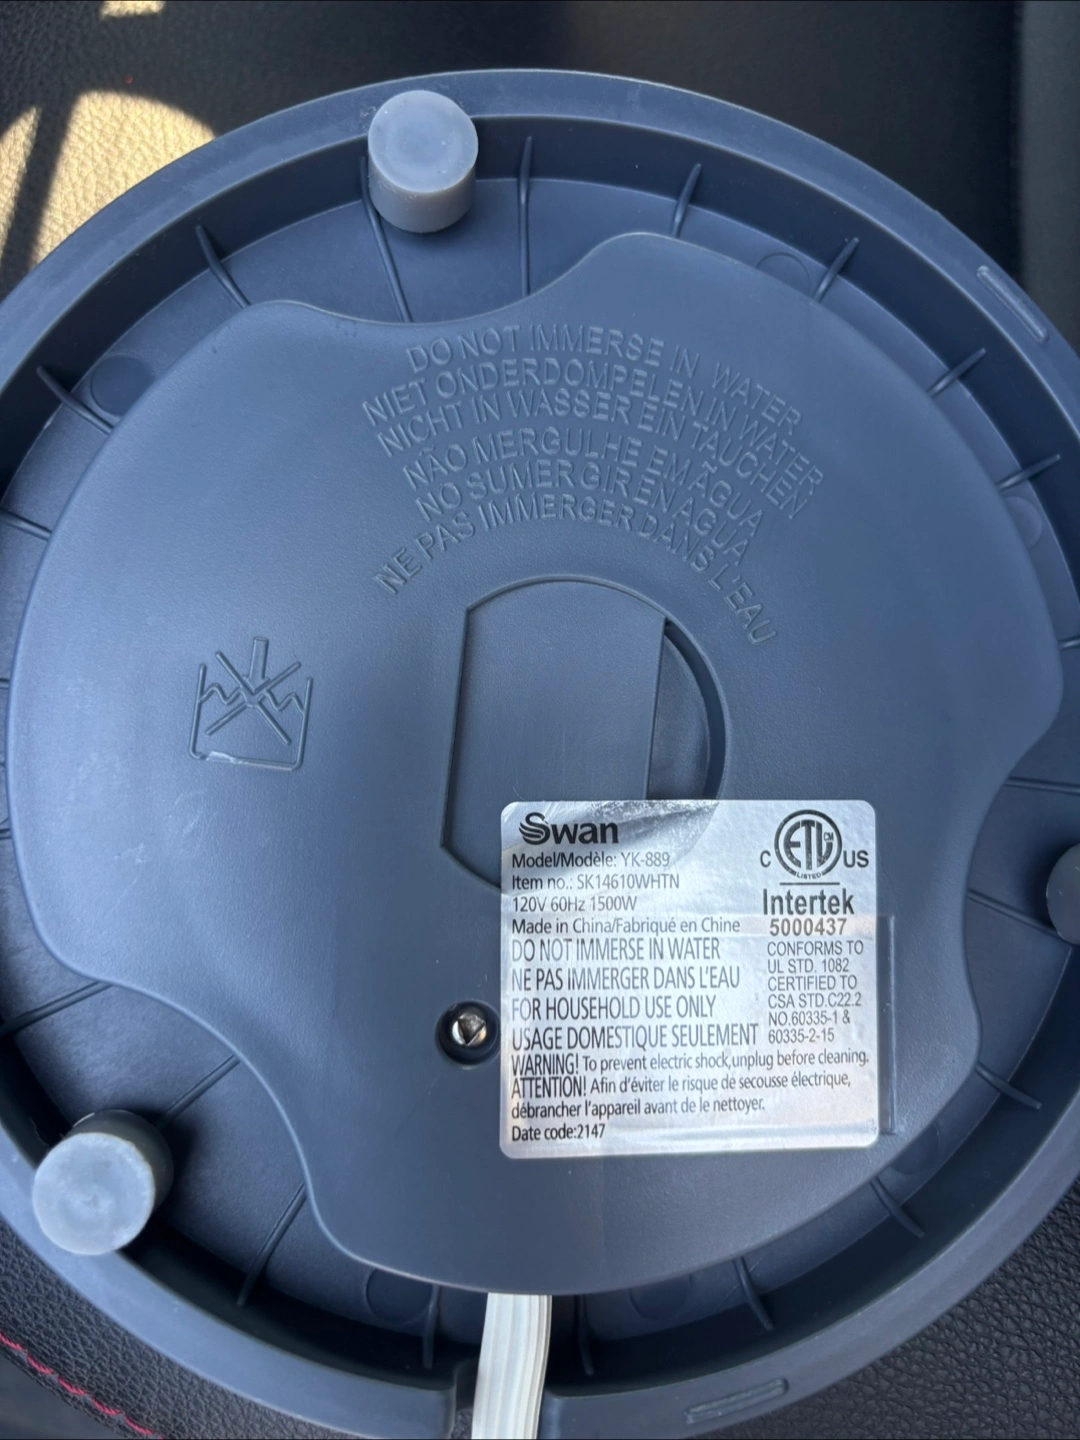 DO NOT IMMERSE IN WATER
NIET ONDERDOMPELEN IN WATER
NICHT IN WASSER EIN TAUCHEN
NÃO MERGULHE EM ÃGUA
NO SUMERGIR EN AGUA
NE PAS IMMERGER DANS L'EAU
Swan
Model/Modèle: YK-889
Item no.: SK14610WHTN
120V 60Hz 1500W
Made in China/Fabriqué en Chine
DO NOT IMMERSE IN WATER
NE PAS IMMERGER DANS L'EAU
FOR HOUSEHOLD USE ONLY
USAGE DOMESTIQUE SEULEMENT
WARNING! To prevent electric shock,unplug before cleaning.
ATTENTION! Afin d'éviter le risque de secousse électrique,
débrancher l'appareil avant de le nettoyer.
Date code:2147
C ETL CM US
LISTED
Intertek
5000437
CONFORMS TO
UL STD. 1082
CERTIFIED TO
CSA STD.C22.2
NO.60335-1 &
60335-2-15